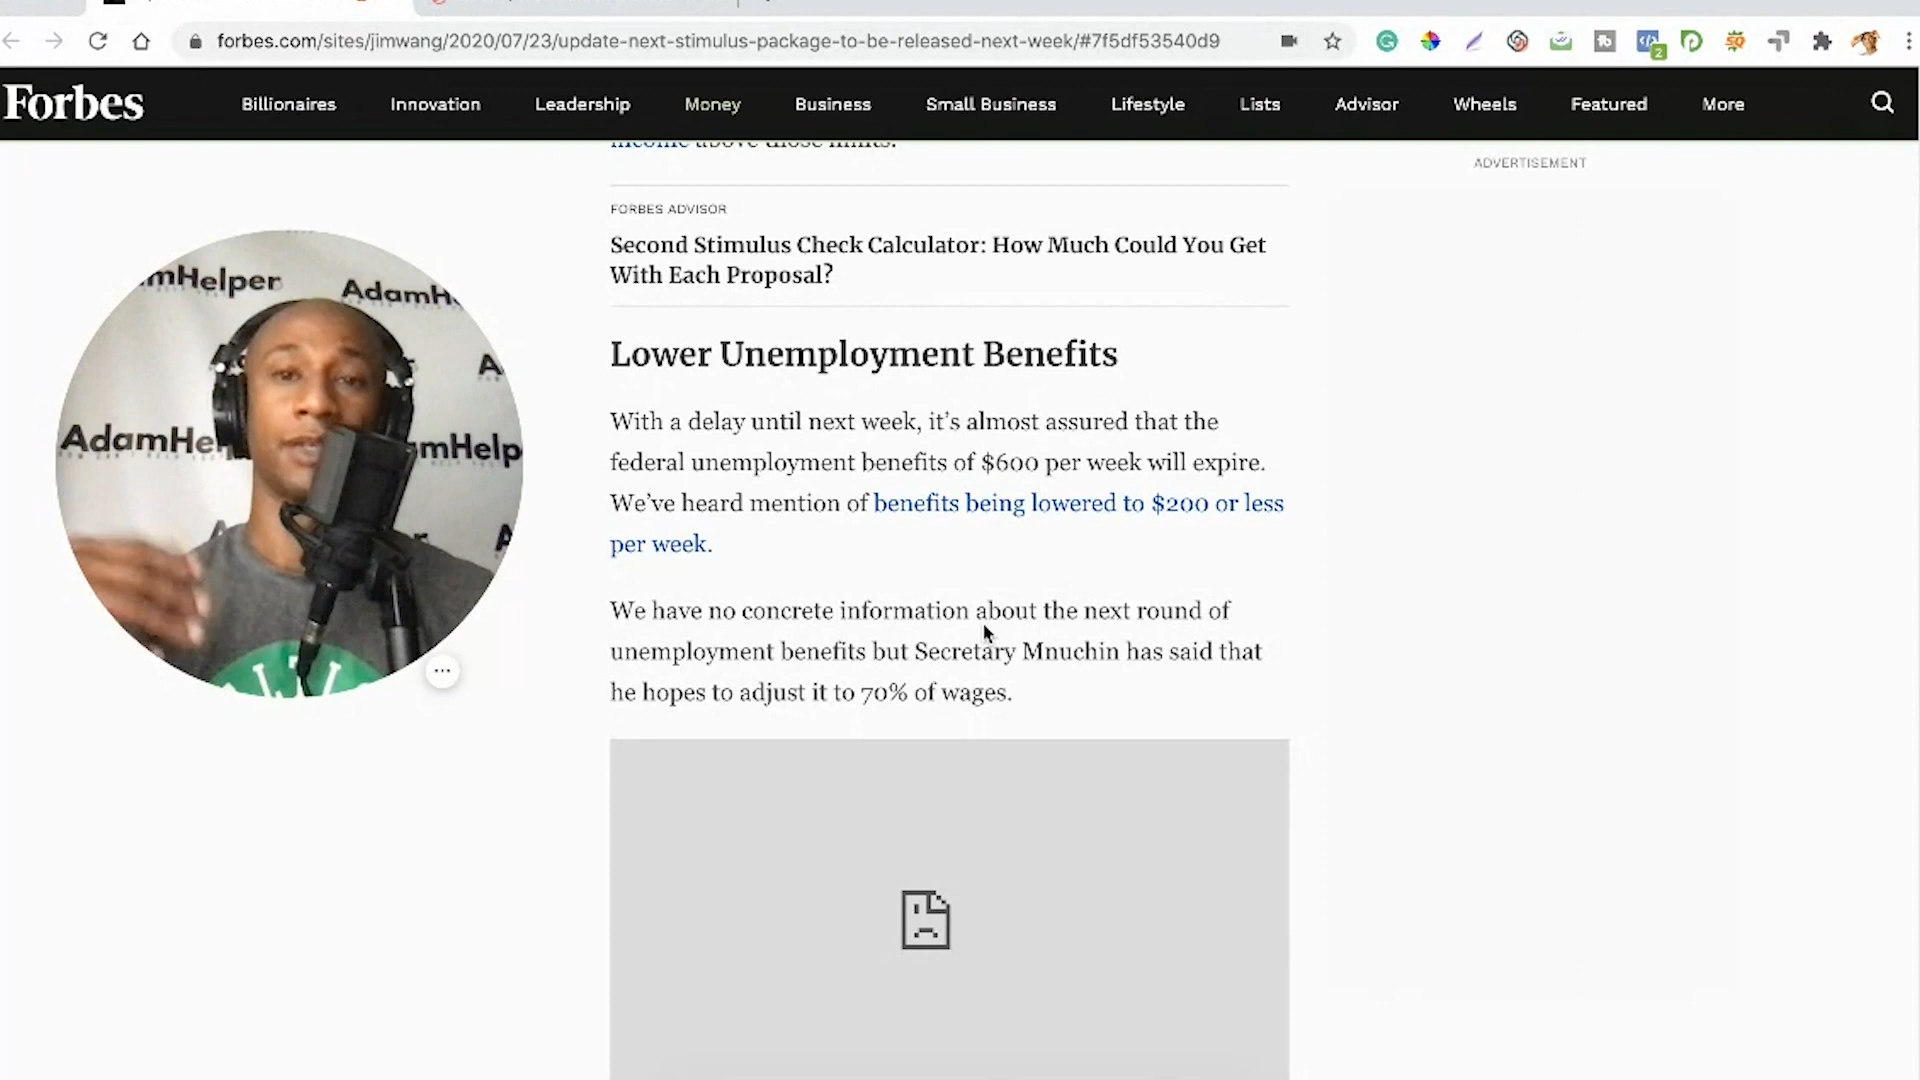 forbes.com/sites/jimwang/2020/07/23/update-next-stimulus-package-to-be-released-next-week/#7f5df53540d9
2
Forbes
Billionaires Innovation Leadership Money Business Small Business Lifestyle Lists Advisor Wheels Featured More
income above those limits.
ADVERTISEMENT
FORBES ADVISOR
Second Stimulus Check Calculator: How Much Could You Get
With Each Proposal?
mHelper AdamH
AdamHe mHelp
Lower Unemployment Benefits
With a delay until next week, it’s almost assured that the
federal unemployment benefits of $600 per week will expire.
We’ve heard mention of benefits being lowered to $200 or less
per week.
We have no concrete information about the next round of
unemployment benefits but Secretary Mnuchin has said that
he hopes to adjust it to 70% of wages.